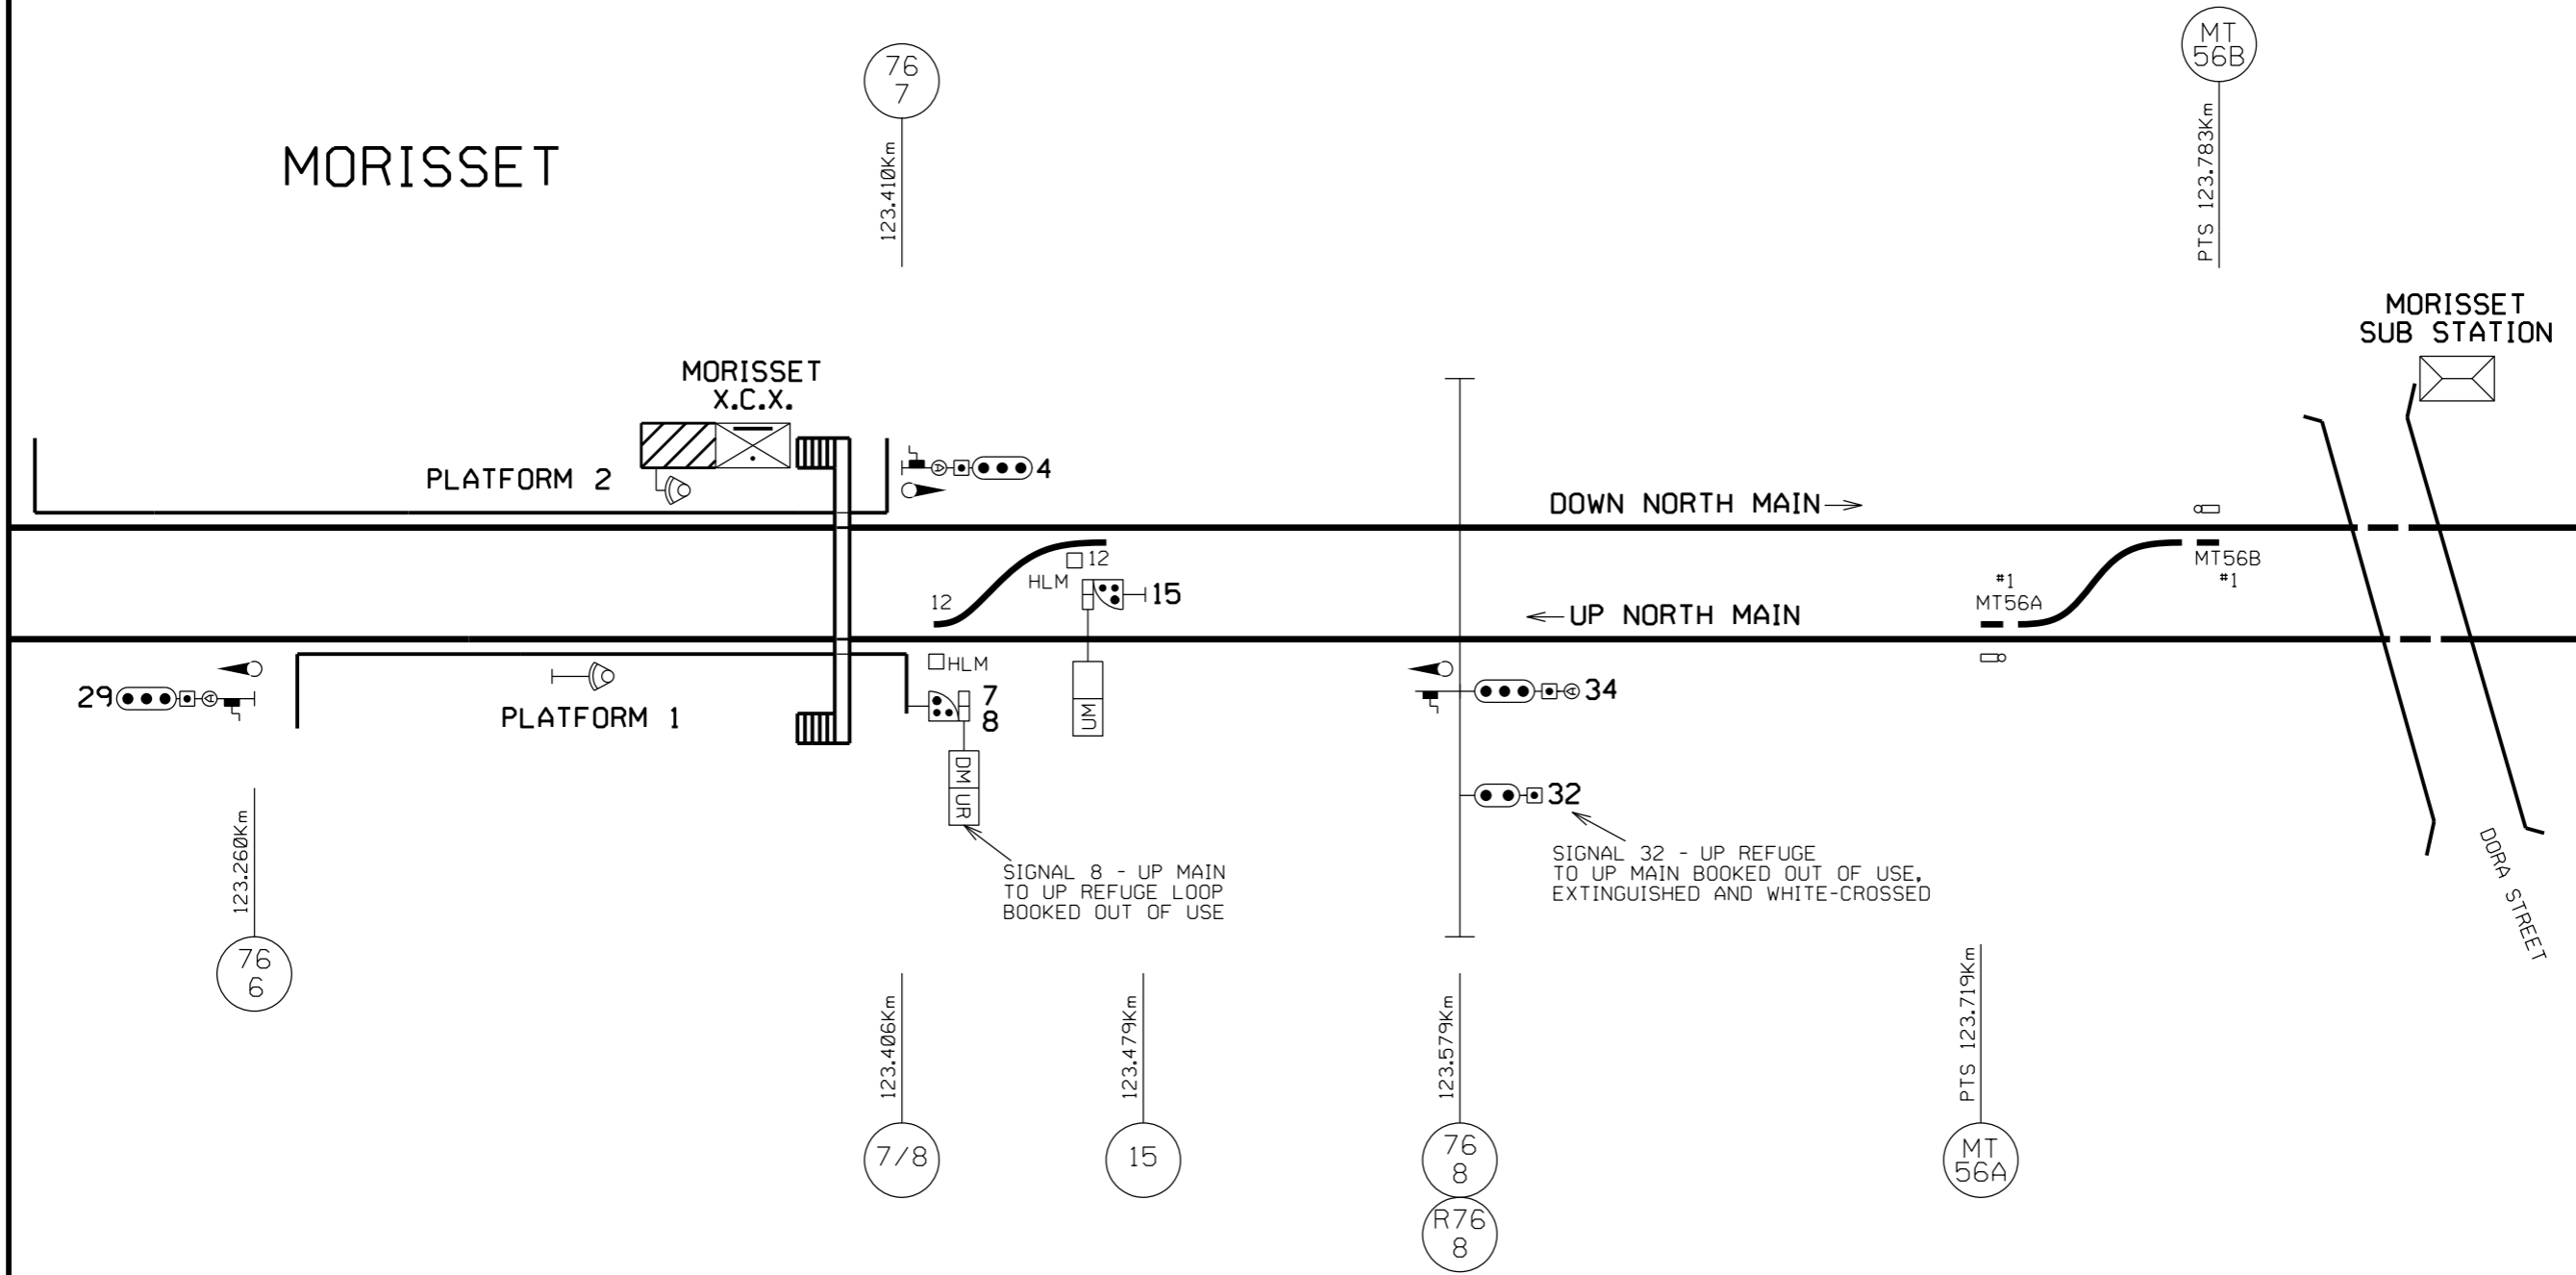 MT
56B
76
7
PTS 123.783Km
123.410Km
MORISSET
MORISSET
SUB STATION
MORISSET
X.C.X.
PLATFORM 2
A
4
DOWN NORTH MAIN
12
HLM
15
MT56B
#1
#1
MT56A
12
UP NORTH MAIN
HLM
29
A
PLATFORM 1
7
8
UM
A
34
DM
UR
32
SIGNAL 8 - UP MAIN
TO UP REFUGE LOOP
BOOKED OUT OF USE
SIGNAL 32 - UP REFUGE
TO UP MAIN BOOKED OUT OF USE,
EXTINGUISHED AND WHITE-CROSSED
DORA STREET
123.260Km
76
6
123.406Km
123.479Km
123.579Km
PTS 123.719Km
7/8
15
76
8
MT
56A
R76
8